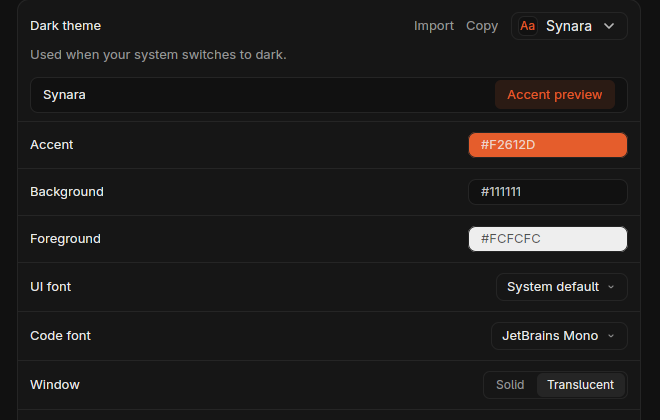 Dark theme Import Copy Aa Synara
Used when your system switches to dark.
Synara Accent preview
Accent #F2612D
Background #111111
Foreground #FCFCFC
UI font System default
Code font JetBrains Mono
Window Solid Translucent